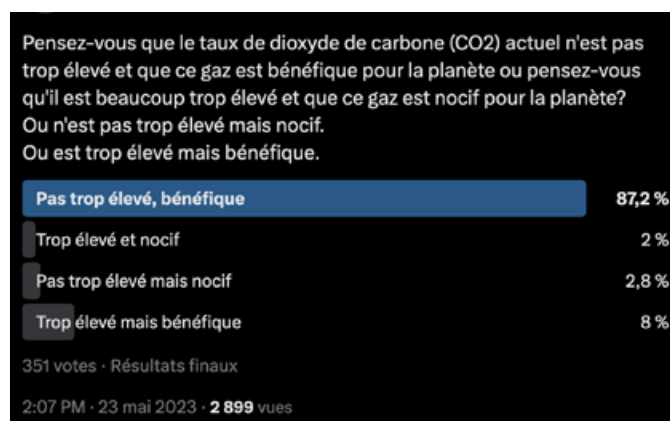 Pensez-vous que le taux de dioxyde de carbone (CO2) actuel n'est pas
trop élevé et que ce gaz est bénéfique pour la planète ou pensez-vous
qu'il est beaucoup trop élevé et que ce gaz est nocif pour la planète?
Ou n'est pas trop élevé mais nocif.
Ou est trop élevé mais bénéfique.
Pas trop élevé, bénéfique 87,2 %
Trop élevé et nocif 2 %
Pas trop élevé mais nocif 2,8 %
Trop élevé mais bénéfique 8 %
351 votes · Résultats finaux
2:07 PM · 23 mai 2023 · 2 899 vues